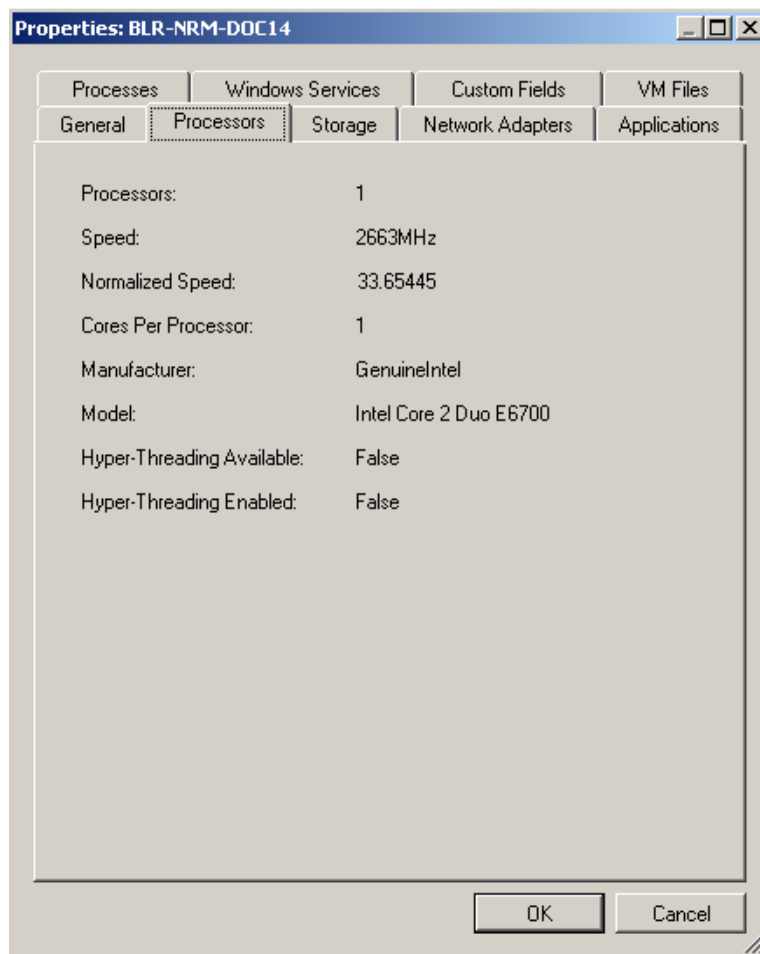 Properties: BLR-NRM-DOC14
Processes Windows Services Custom Fields VM Files
General Processors Storage Network Adapters Applications
Processors: 1
Speed: 2663MHz
Normalized Speed: 33.65445
Cores Per Processor: 1
Manufacturer: GenuineIntel
Model: Intel Core 2 Duo E6700
Hyper-Threading Available: False
Hyper-Threading Enabled: False
OK Cancel